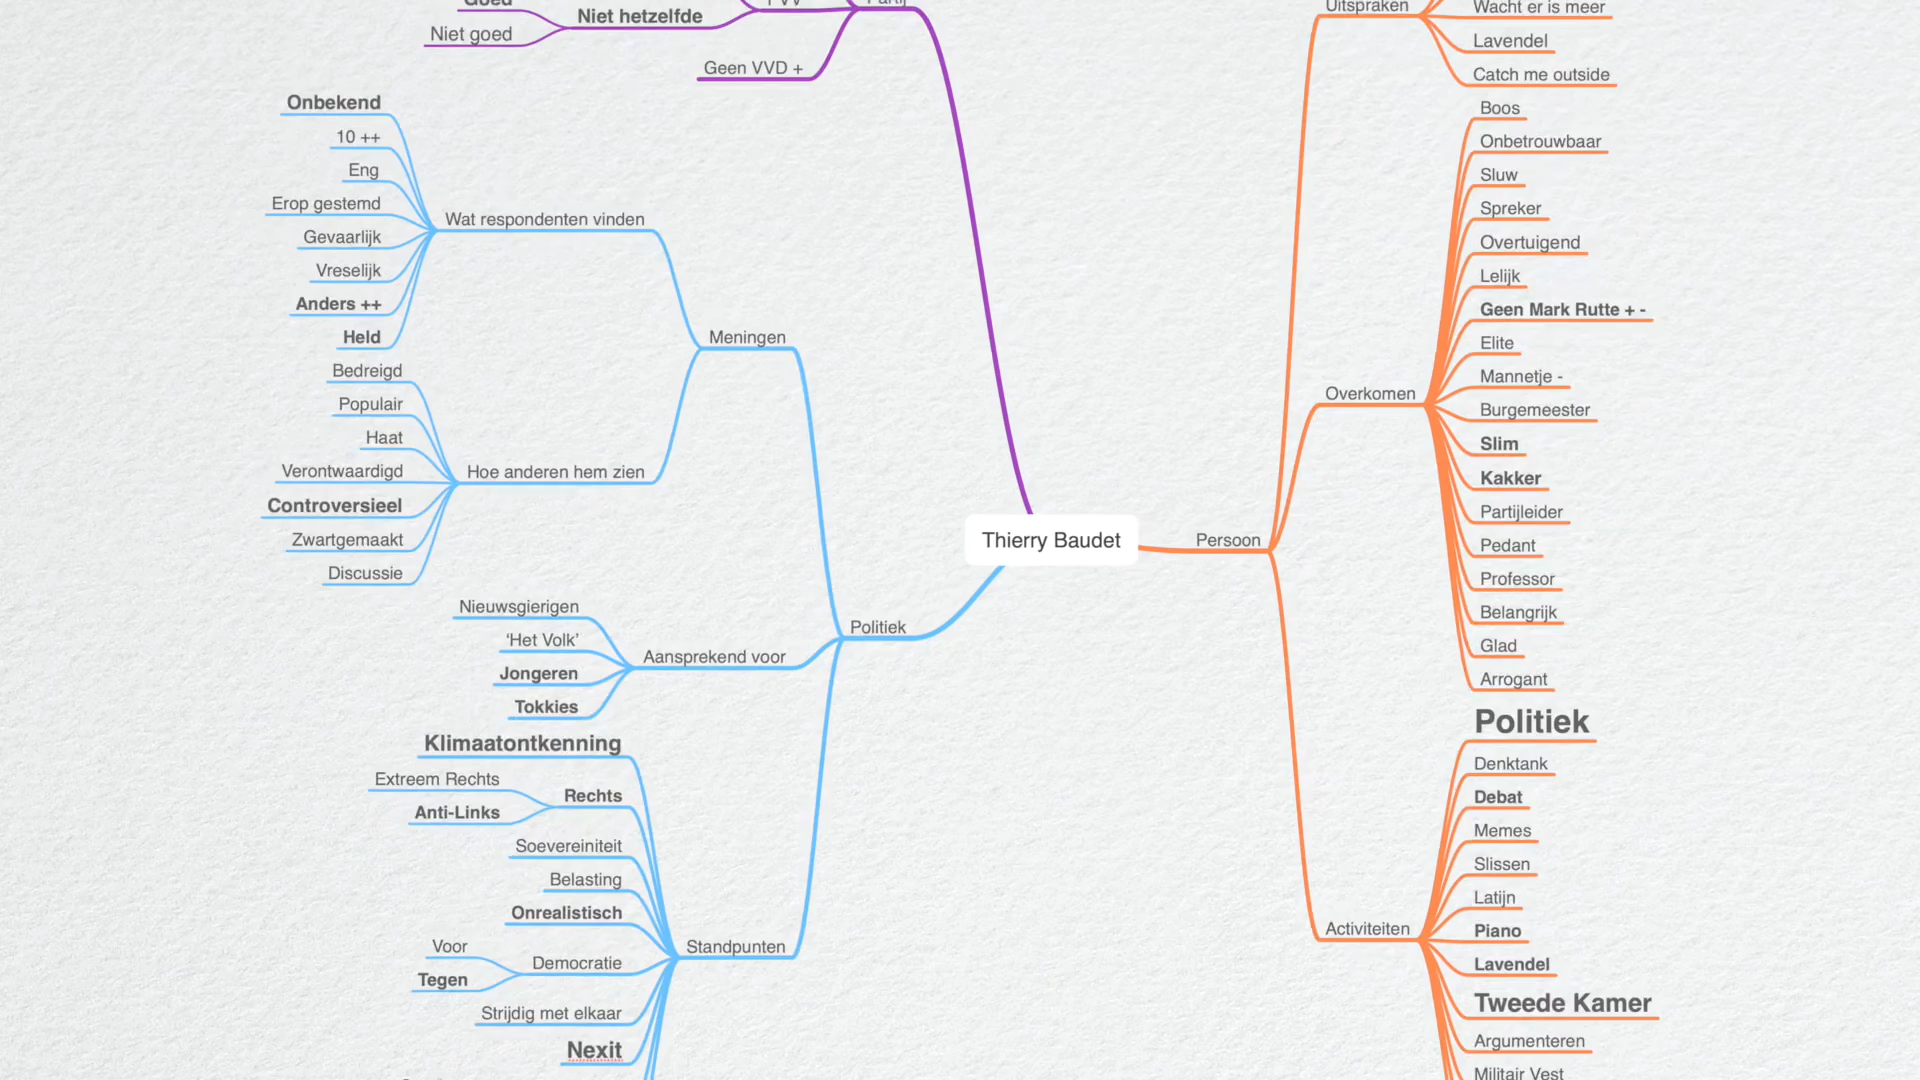 Goed
Niet goed
Niet hetzelfde
PVV
Partij
Geen VVD +
Onbekend
10 ++
Eng
Erop gestemd
Gevaarlijk
Vreselijk
Anders ++
Held
Wat respondenten vinden
Bedreigd
Populair
Haat
Verontwaardigd
Controversieel
Zwartgemaakt
Discussie
Hoe anderen hem zien
Meningen
Nieuwsgierigen
‘Het Volk’
Jongeren
Tokkies
Aansprekend voor
Politiek
Klimaatontkenning
Extreem Rechts
Anti-Links
Rechts
Soevereiniteit
Belasting
Onrealistisch
Voor
Tegen
Democratie
Strijdig met elkaar
Nexit
Standpunten
Thierry Baudet
Persoon
Uitspraken
Wacht er is meer
Lavendel
Catch me outside
Overkomen
Boos
Onbetrouwbaar
Sluw
Spreker
Overtuigend
Lelijk
Geen Mark Rutte + -
Elite
Mannetje -
Burgemeester
Slim
Kakker
Partijleider
Pedant
Professor
Belangrijk
Glad
Arrogant
Activiteiten
Politiek
Denktank
Debat
Memes
Slissen
Latijn
Piano
Lavendel
Tweede Kamer
Argumenteren
Militair Vest